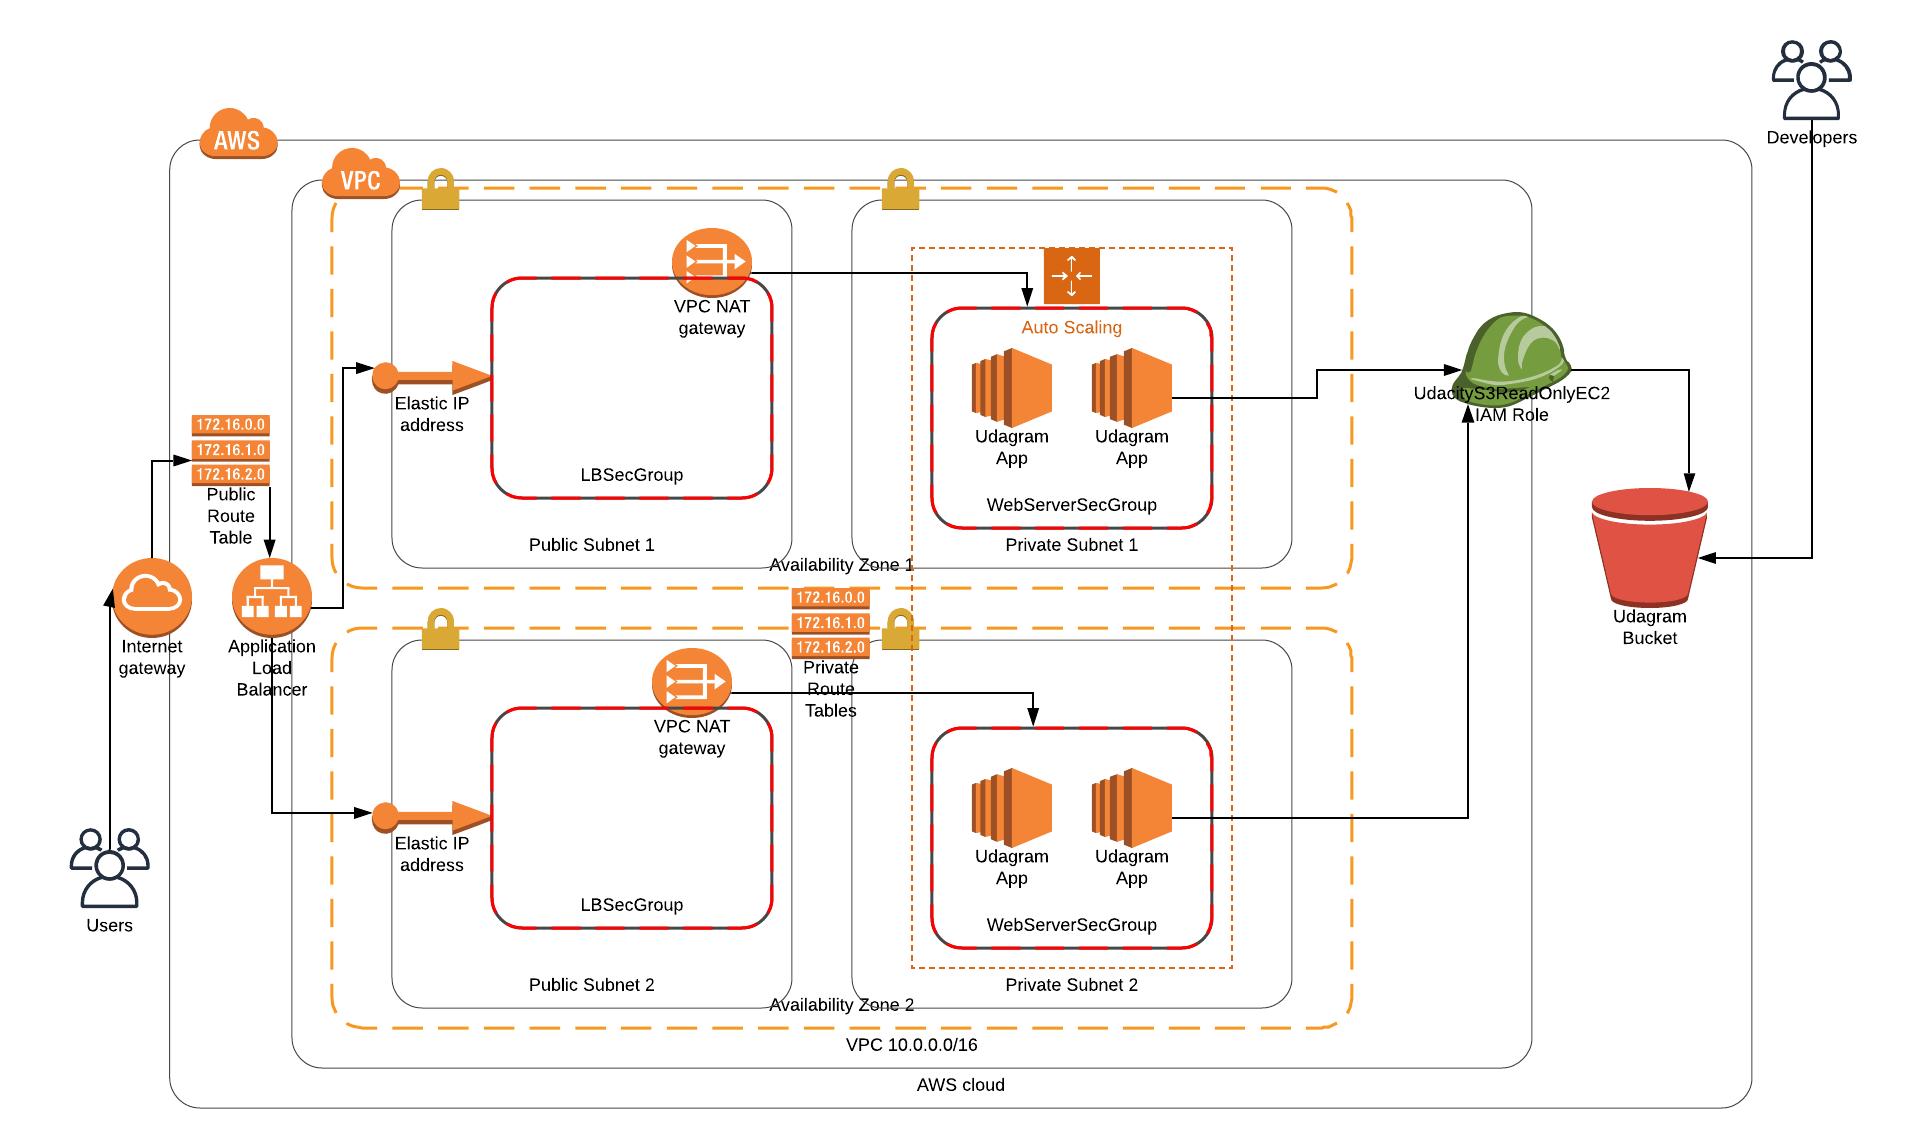 Developers
AWS
VPC
VPC NAT
gateway
Auto Scaling
Elastic IP
address
UdacityS3ReadOnlyEC2
IAM Role
172.16.0.0
172.16.1.0
172.16.2.0
Public
Route
Table
Udagram
App
Udagram
App
LBSecGroup
WebServerSecGroup
Public Subnet 1
Private Subnet 1
Availability Zone 1
172.16.0.0
172.16.1.0
172.16.2.0
Private
Route
Tables
Internet
gateway
Application
Load
Balancer
Udagram
Bucket
VPC NAT
gateway
Elastic IP
address
Udagram
App
Udagram
App
LBSecGroup
WebServerSecGroup
Users
Public Subnet 2
Private Subnet 2
Availability Zone 2
VPC 10.0.0.0/16
AWS cloud